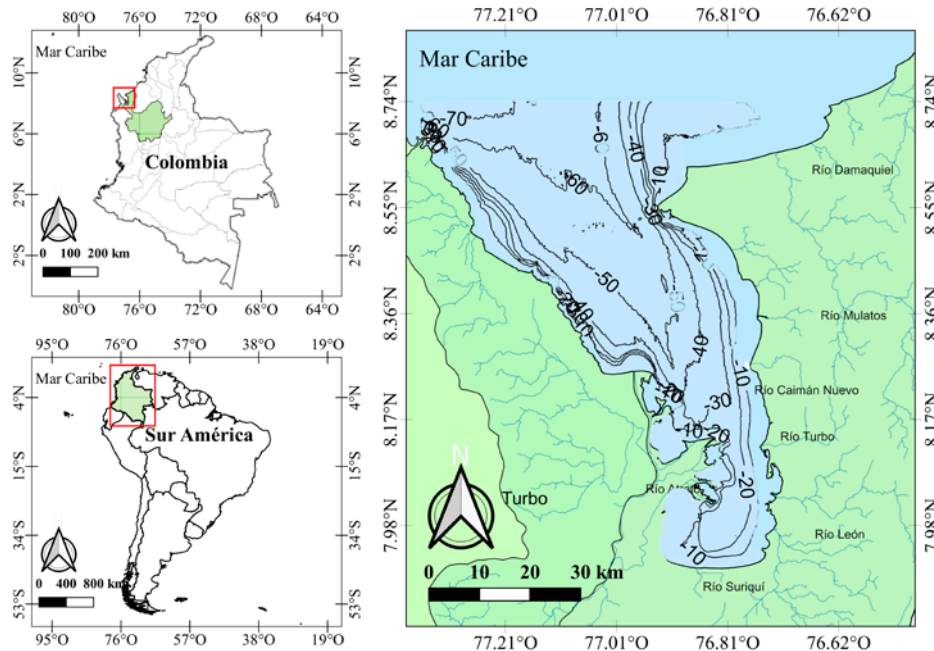 80°O 76°O 72°O 68°O 64°O
Mar Caribe
10°N
6°N
2°N
2°S
10°N
6°N
2°N
2°S
Colombia
0 100 200 km
80°O 76°O 72°O 68°O 64°O
95°O 76°O 57°O 38°O 19°O
Mar Caribe
4°N
15°S
34°S
53°S
4°N
15°S
34°S
53°S
Sur América
0 400 800 km
95°O 76°O 57°O 38°O 19°O
77.21°O 77.01°O 76.81°O 76.62°O
Mar Caribe
8.74°N
8.55°N
8.36°N
8.17°N
7.98°N
8.74°N
8.55°N
8.36°N
8.17°N
7.98°N
-70
-60
-40
-10
-30
-60
-50
-40
-40
-10
-30
-10
-20
-20
-10
Río Damaquiel
Río Mulatos
Río Caimán Nuevo
Río Turbo
Río León
Río Suriquí
N
Turbo
0 10 20 30 km
77.21°O 77.01°O 76.81°O 76.62°O